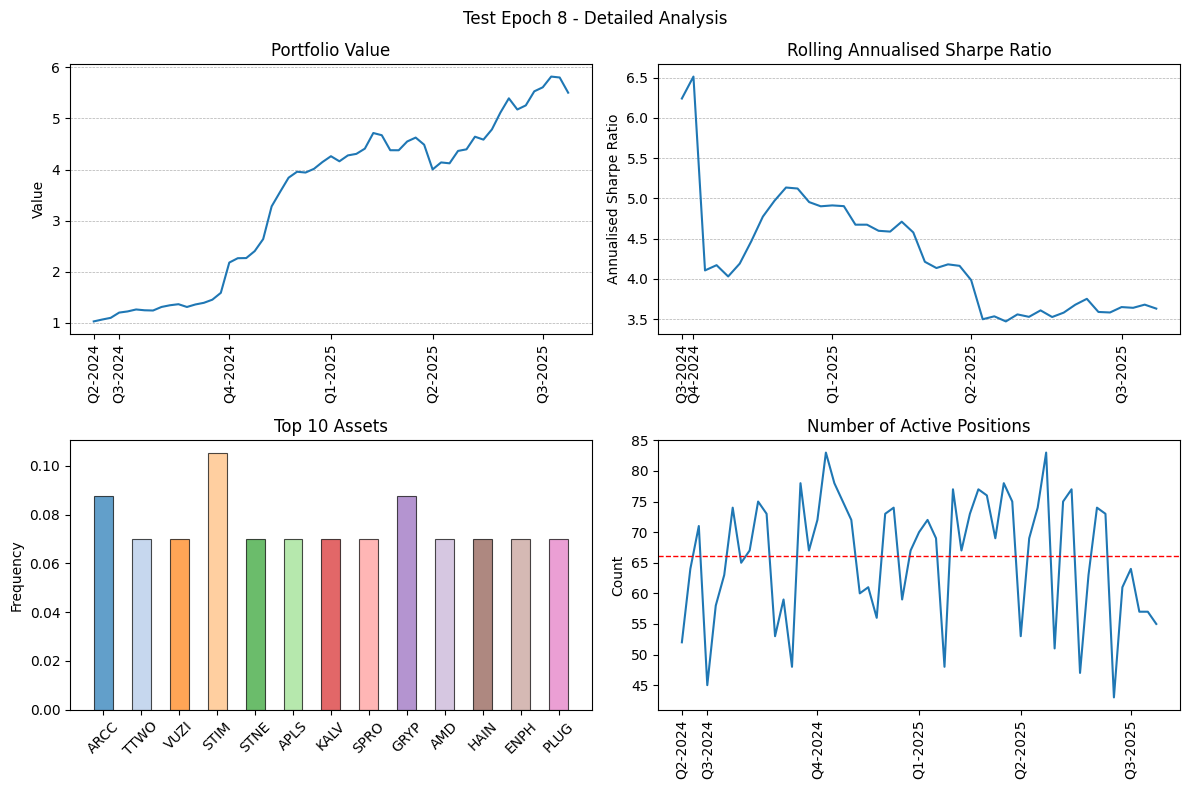 Test Epoch 8 - Detailed Analysis
Portfolio Value
Value
6
5
4
3
2
1
Q2-2024
Q3-2024
Q4-2024
Q1-2025
Q2-2025
Q3-2025
Rolling Annualised Sharpe Ratio
Annualised Sharpe Ratio
6.5
6.0
5.5
5.0
4.5
4.0
3.5
Q3-2024
Q4-2024
Q1-2025
Q2-2025
Q3-2025
Top 10 Assets
Frequency
0.10
0.08
0.06
0.04
0.02
0.00
ARCC
TTWO
VUZI
STIM
STNE
APLS
KALV
SPRO
GRYP
AMD
HAIN
ENPH
PLUG
Number of Active Positions
Count
85
80
75
70
65
60
55
50
45
Q2-2024
Q3-2024
Q4-2024
Q1-2025
Q2-2025
Q3-2025